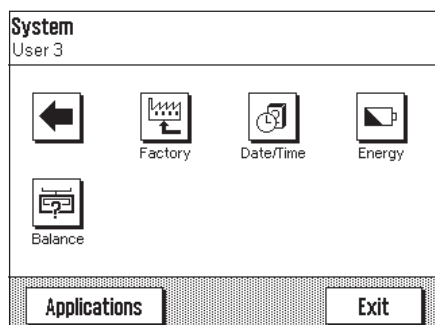 System
User 3
Factory
Date/Time
Energy
?
Balance
Applications
Exit